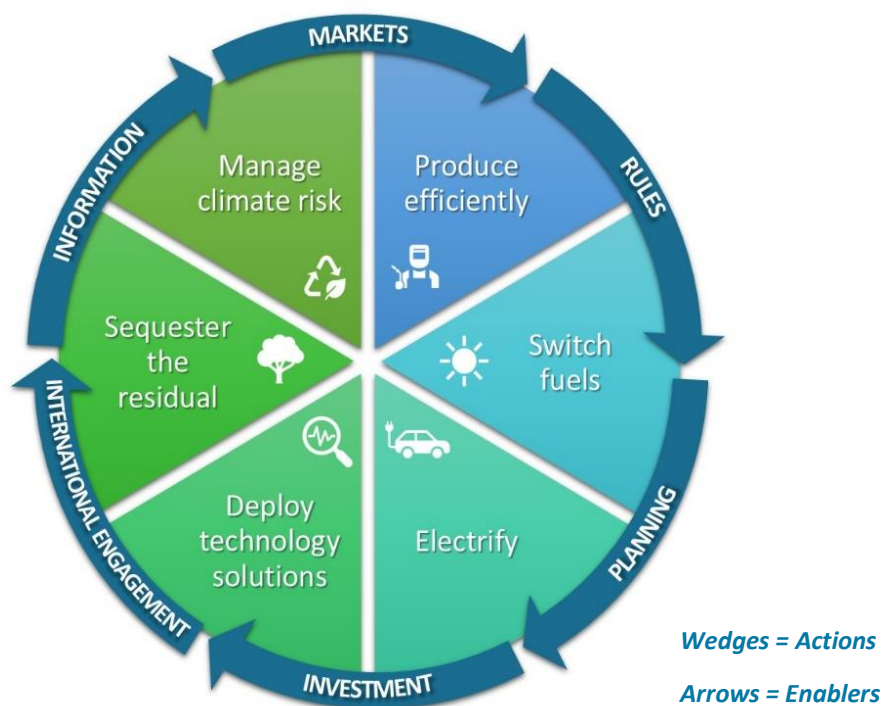 MARKETS
RULES
PLANNING
INVESTMENT
INTERNATIONAL ENGAGEMENT
INFORMATION
Manage
climate risk
Produce
efficiently
Switch
fuels
Electrify
Deploy
technology
solutions
Sequester
the
residual
Wedges = Actions
Arrows = Enablers